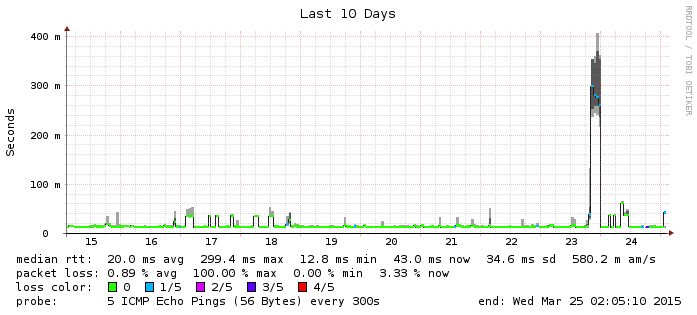 Last 10 Days
RRDTOOL / TOBI OETIKER
Seconds
400 m
300 m
200 m
100 m
0
15 16 17 18 19 20 21 22 23 24
median rtt: 20.0 ms avg 299.4 ms max 12.8 ms min 43.0 ms now 34.6 ms sd 580.2 m am/s
packet loss: 0.89 % avg 100.00 % max 0.00 % min 3.33 % now
loss color: 0 1/5 2/5 3/5 4/5
probe: 5 ICMP Echo Pings (56 Bytes) every 300s end: Wed Mar 25 02:05:10 2015